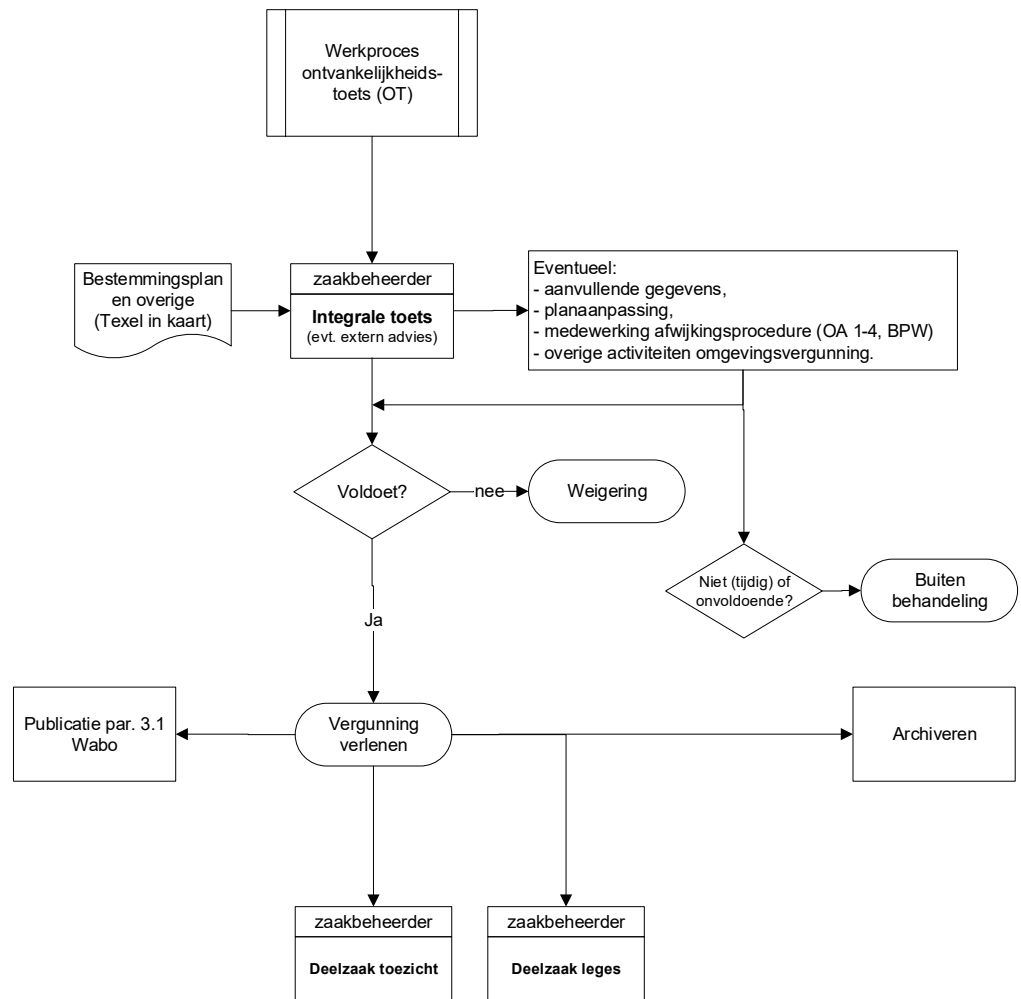 Werkproces
ontvankelijkheids-
toets (OT)
Bestemmingsplan
en overige
(Texel in kaart)
zaakbeheerder
Integrale toets
(evt. extern advies)
Eventueel:
- aanvullende gegevens,
- planaanpassing,
- medewerking afwijkingsprocedure (OA 1-4, BPW)
- overige activiteiten omgevingsvergunning.
Voldoet?
nee
Weigering
Niet (tijdig) of
onvoldoende?
Buiten
behandeling
Ja
Publicatie par. 3.1
Wabo
Vergunning
verlenen
Archiveren
zaakbeheerder
Deelzaak toezicht
zaakbeheerder
Deelzaak leges